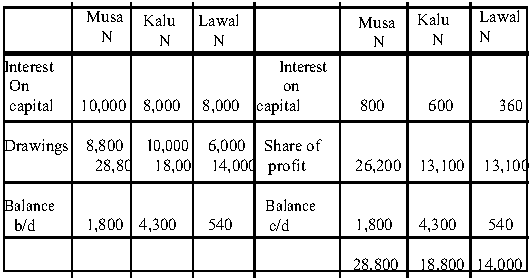 Musa Kalu Lawal Musa Kalu Lawal
N N N N N N
Interest Interest
On on
capital 10,000 8,000 8,000 capital 800 600 360
Drawings 8,800 10,000 6,000 Share of
28,80 18,00 14,000 profit 26,200 13,100 13,100
Balance Balance
b/d 1,800 4,300 540 c/d 1,800 4,300 540
28,800 18,800 14,000